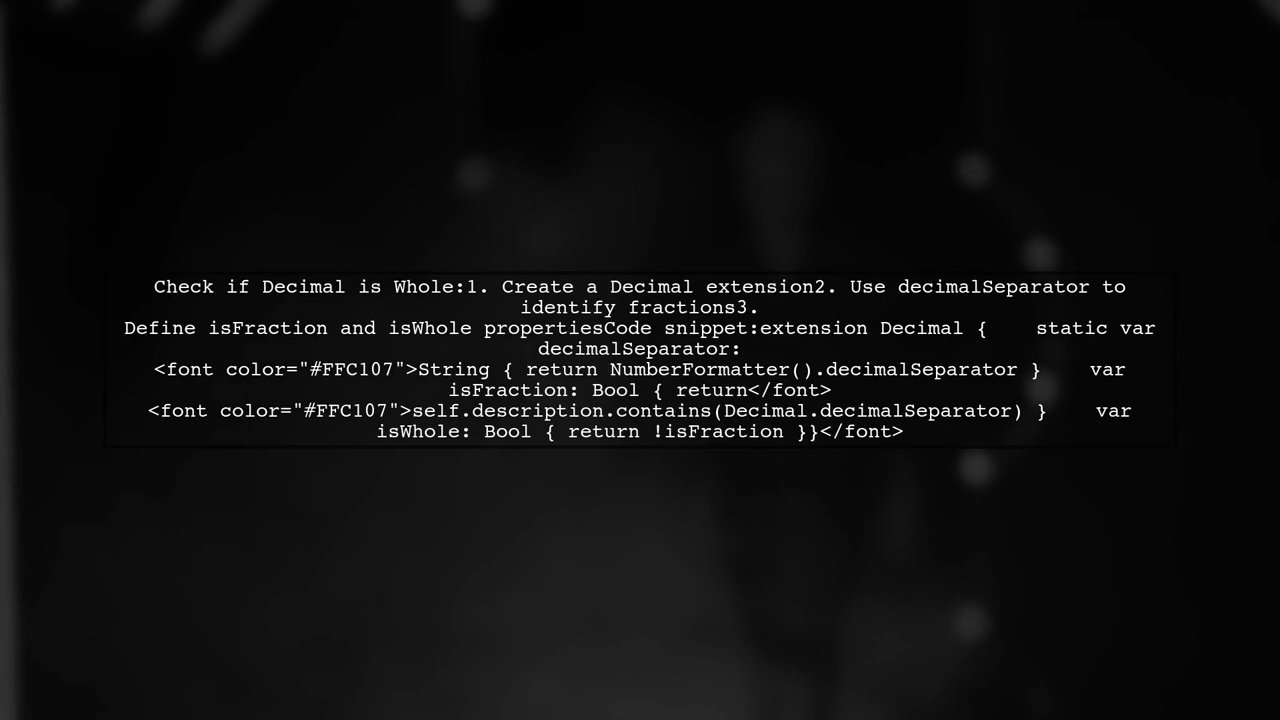 Check if Decimal is Whole:1. Create a Decimal extension2. Use decimalSeparator to
identify fractions3.
Define isFraction and isWhole propertiesCode snippet:extension Decimal {    static var
decimalSeparator:
<font color="#FFC107">String { return NumberFormatter().decimalSeparator }    var
isFraction: Bool { return</font>
<font color="#FFC107">self.description.contains(Decimal.decimalSeparator) }    var
isWhole: Bool { return !isFraction }}</font>